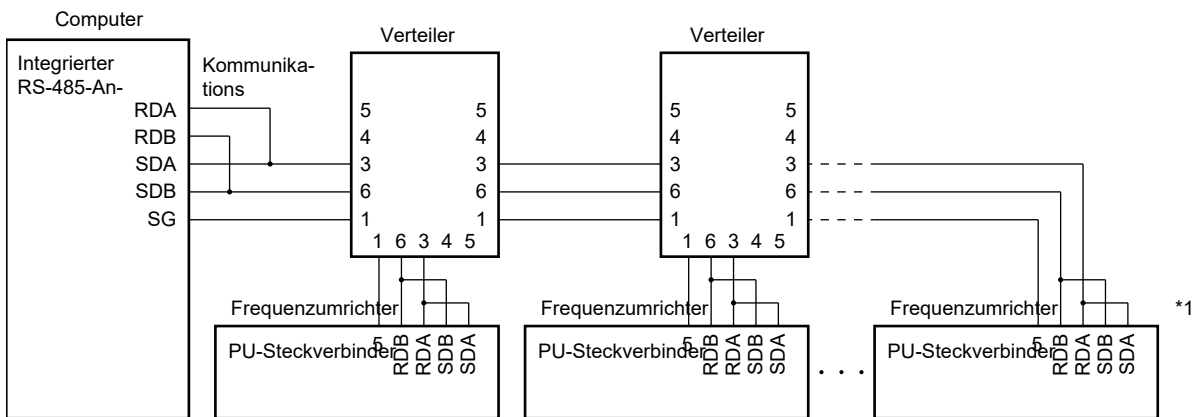 Computer
Verteiler
Verteiler
Integrierter
RS-485-An-
Kommunika-
tions
RDA
RDB
SDA
SDB
SG
5 5
4 4
3 3
6 6
1 1
1 6 3 4 5
5 5
4 4
3 3
6 6
1 1
1 6 3 4 5
3
6
1
Frequenzumrichter
PU-Steckverbinder
5
RDB
RDA
SDB
SDA
Frequenzumrichter
PU-Steckverbinder
5
RDB
RDA
SDB
SDA
. . .
Frequenzumrichter
PU-Steckverbinder
5
RDB
RDA
SDB
SDA
*1